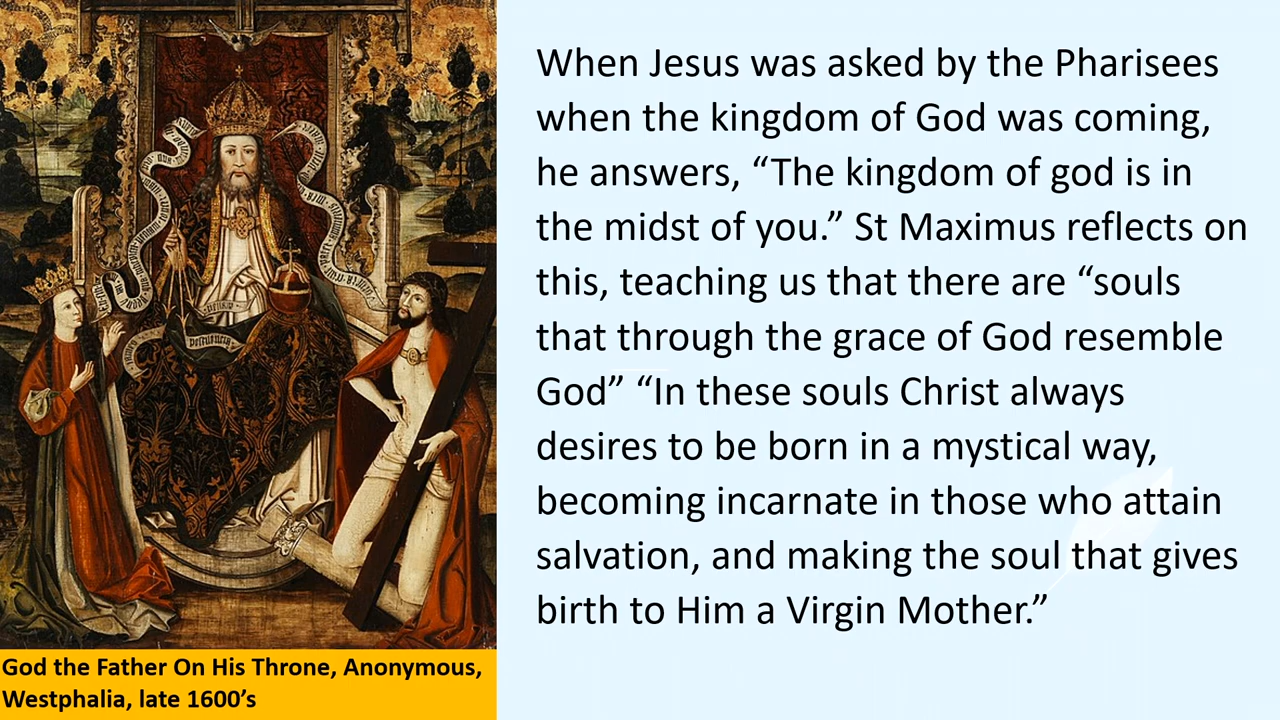 When Jesus was asked by the Pharisees
when the kingdom of God was coming,
he answers, “The kingdom of god is in
the midst of you.” St Maximus reflects on
this, teaching us that there are “souls
that through the grace of God resemble
God” “In these souls Christ always
desires to be born in a mystical way,
becoming incarnate in those who attain
salvation, and making the soul that gives
birth to Him a Virgin Mother.”
God the Father On His Throne, Anonymous,
Westphalia, late 1600’s